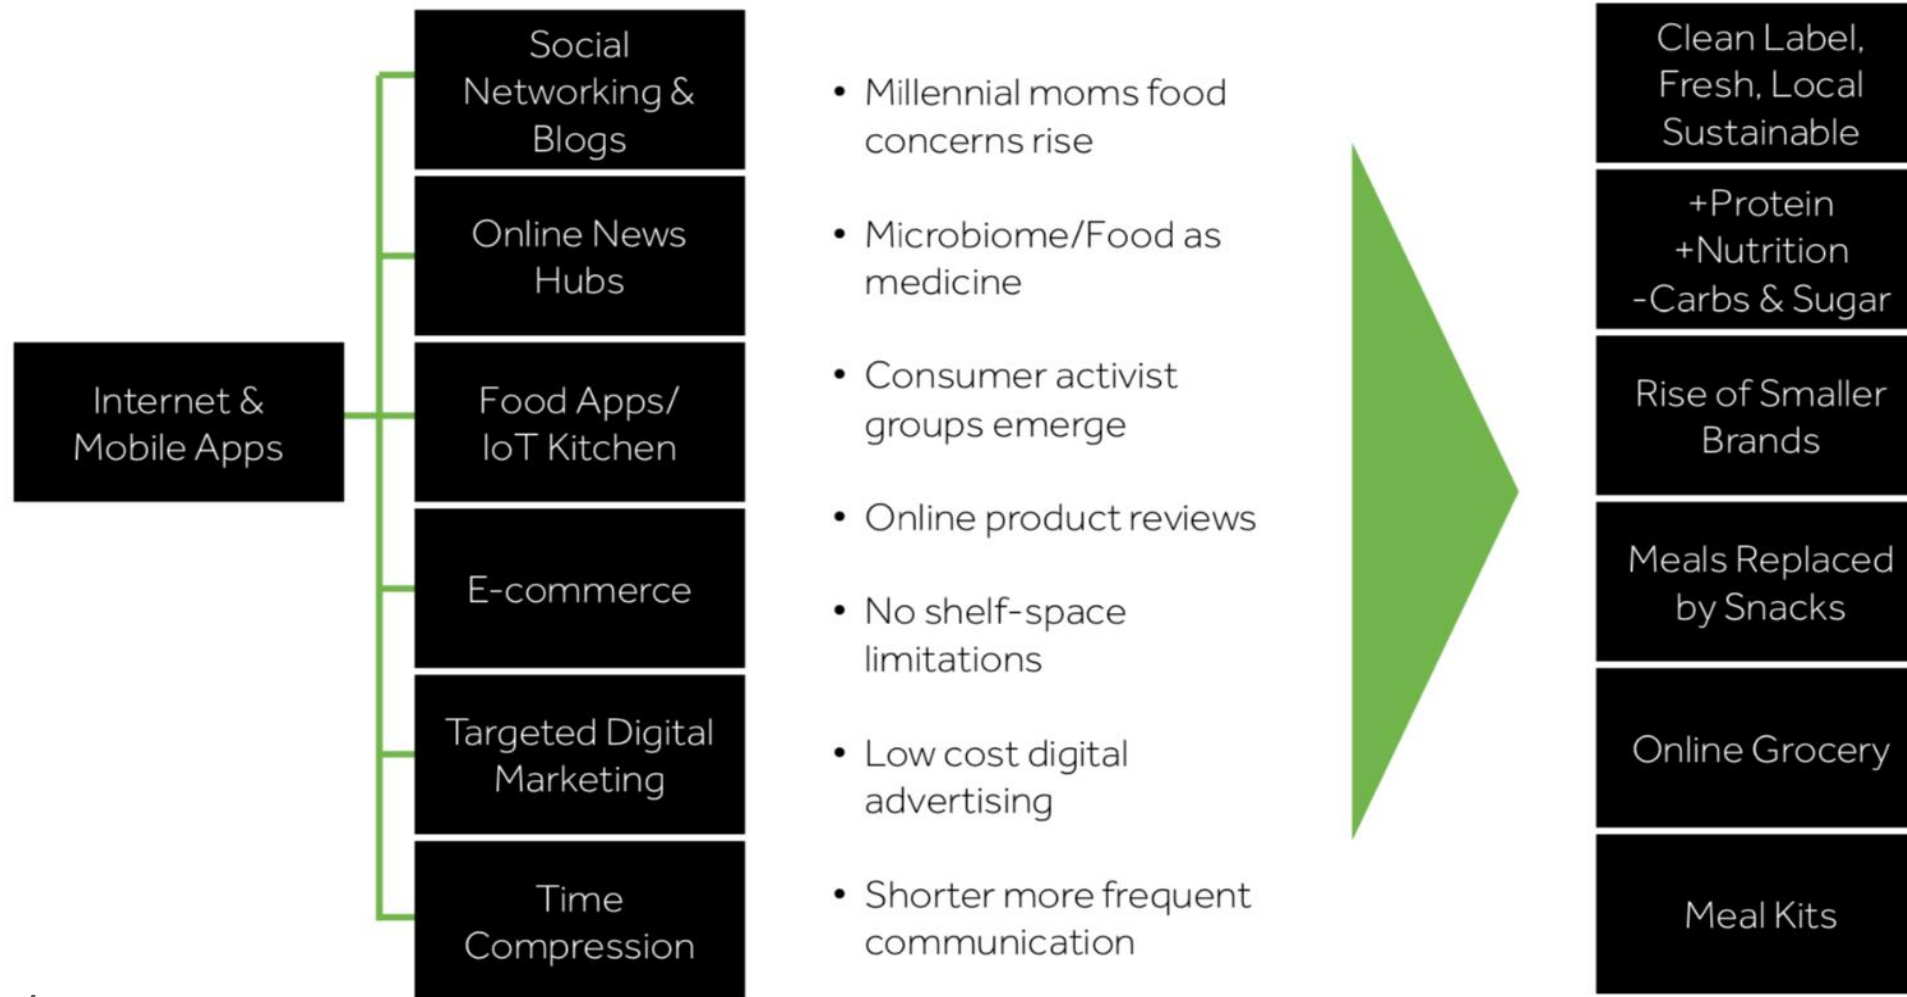 Internet &
Mobile Apps
Social
Networking &
Blogs
Online News
Hubs
Food Apps/
IoT Kitchen
E-commerce
Targeted Digital
Marketing
Time
Compression
• Millennial moms food
concerns rise
• Microbiome/Food as
medicine
• Consumer activist
groups emerge
• Online product reviews
• No shelf-space
limitations
• Low cost digital
advertising
• Shorter more frequent
communication
Clean Label,
Fresh, Local
Sustainable
+Protein
+Nutrition
-Carbs & Sugar
Rise of Smaller
Brands
Meals Replaced
by Snacks
Online Grocery
Meal Kits